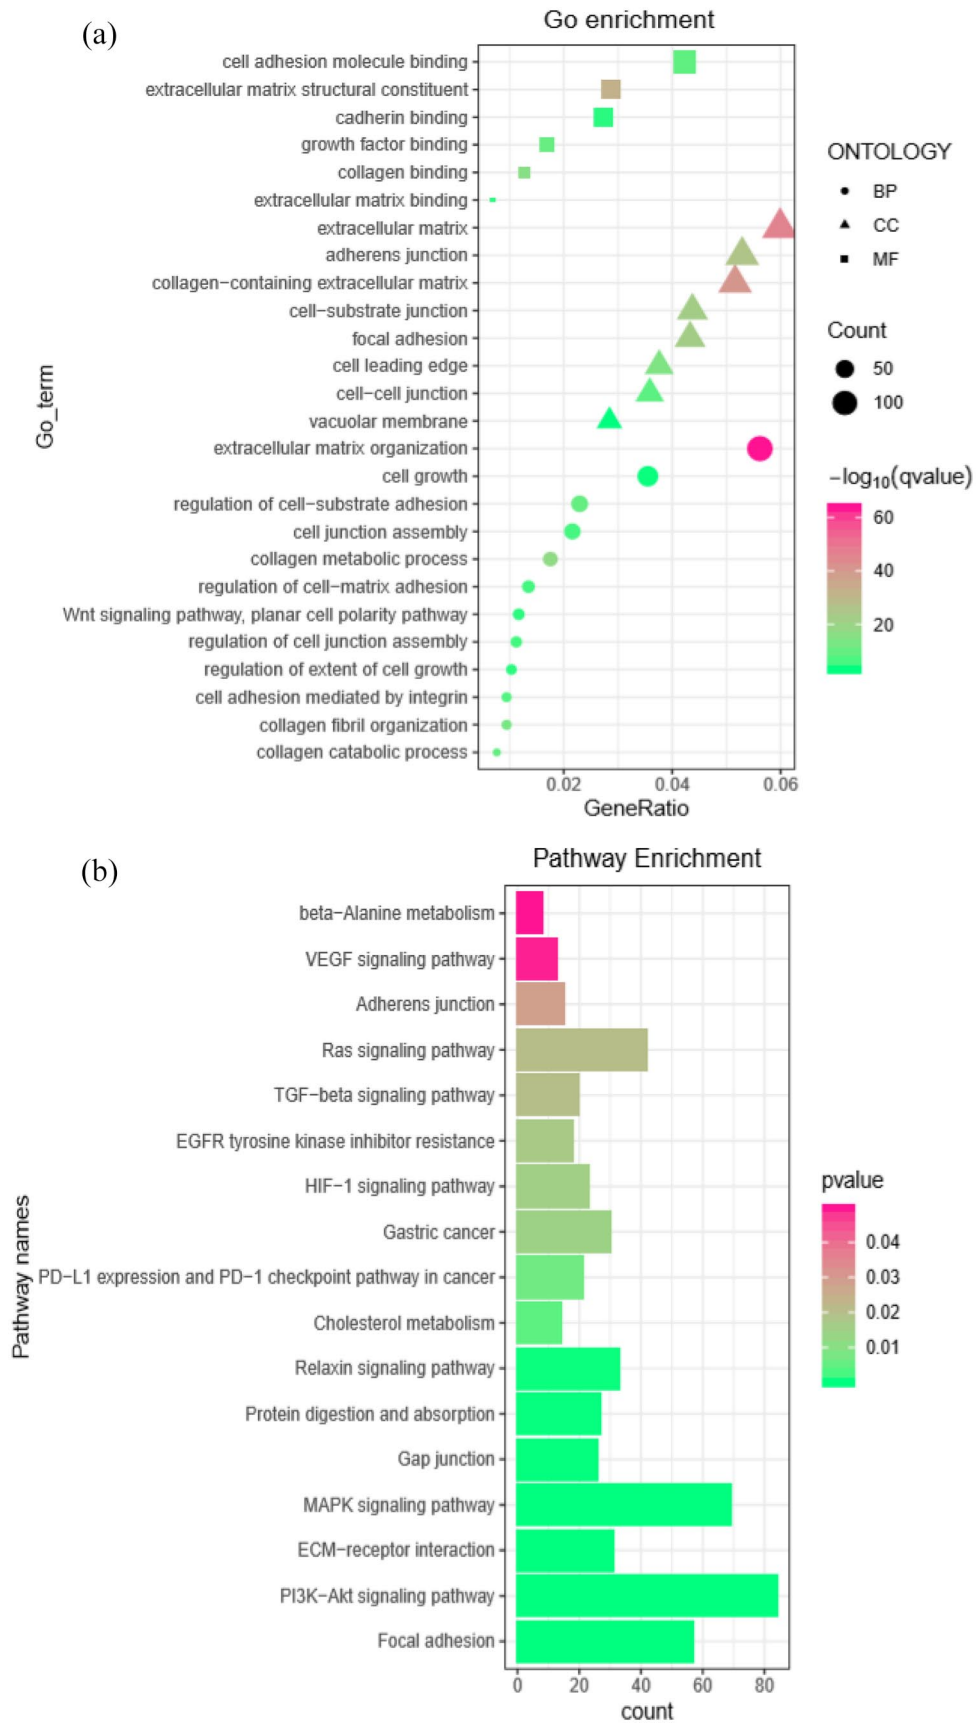 (a)
Go enrichment
cell adhesion molecule binding
extracellular matrix structural constituent
cadherin binding
growth factor binding
collagen binding
extracellular matrix binding
extracellular matrix
adherens junction
collagen-containing extracellular matrix
cell-substrate junction
focal adhesion
cell leading edge
cell-cell junction
vacuolar membrane
extracellular matrix organization
cell growth
regulation of cell-substrate adhesion
cell junction assembly
collagen metabolic process
regulation of cell-matrix adhesion
Wnt signaling pathway, planar cell polarity pathway
regulation of cell junction assembly
regulation of extent of cell growth
cell adhesion mediated by integrin
collagen fibril organization
collagen catabolic process
Go_term
0.02 0.04 0.06
GeneRatio
ONTOLOGY
BP
CC
MF
Count
50
100
−log10(qvalue)
60
40
20
(b)
Pathway Enrichment
beta-Alanine metabolism
VEGF signaling pathway
Adherens junction
Ras signaling pathway
TGF-beta signaling pathway
EGFR tyrosine kinase inhibitor resistance
HIF-1 signaling pathway
Gastric cancer
PD-L1 expression and PD-1 checkpoint pathway in cancer
Cholesterol metabolism
Relaxin signaling pathway
Protein digestion and absorption
Gap junction
MAPK signaling pathway
ECM-receptor interaction
PI3K-Akt signaling pathway
Focal adhesion
Pathway names
0 20 40 60 80
count
pvalue
0.04
0.03
0.02
0.01